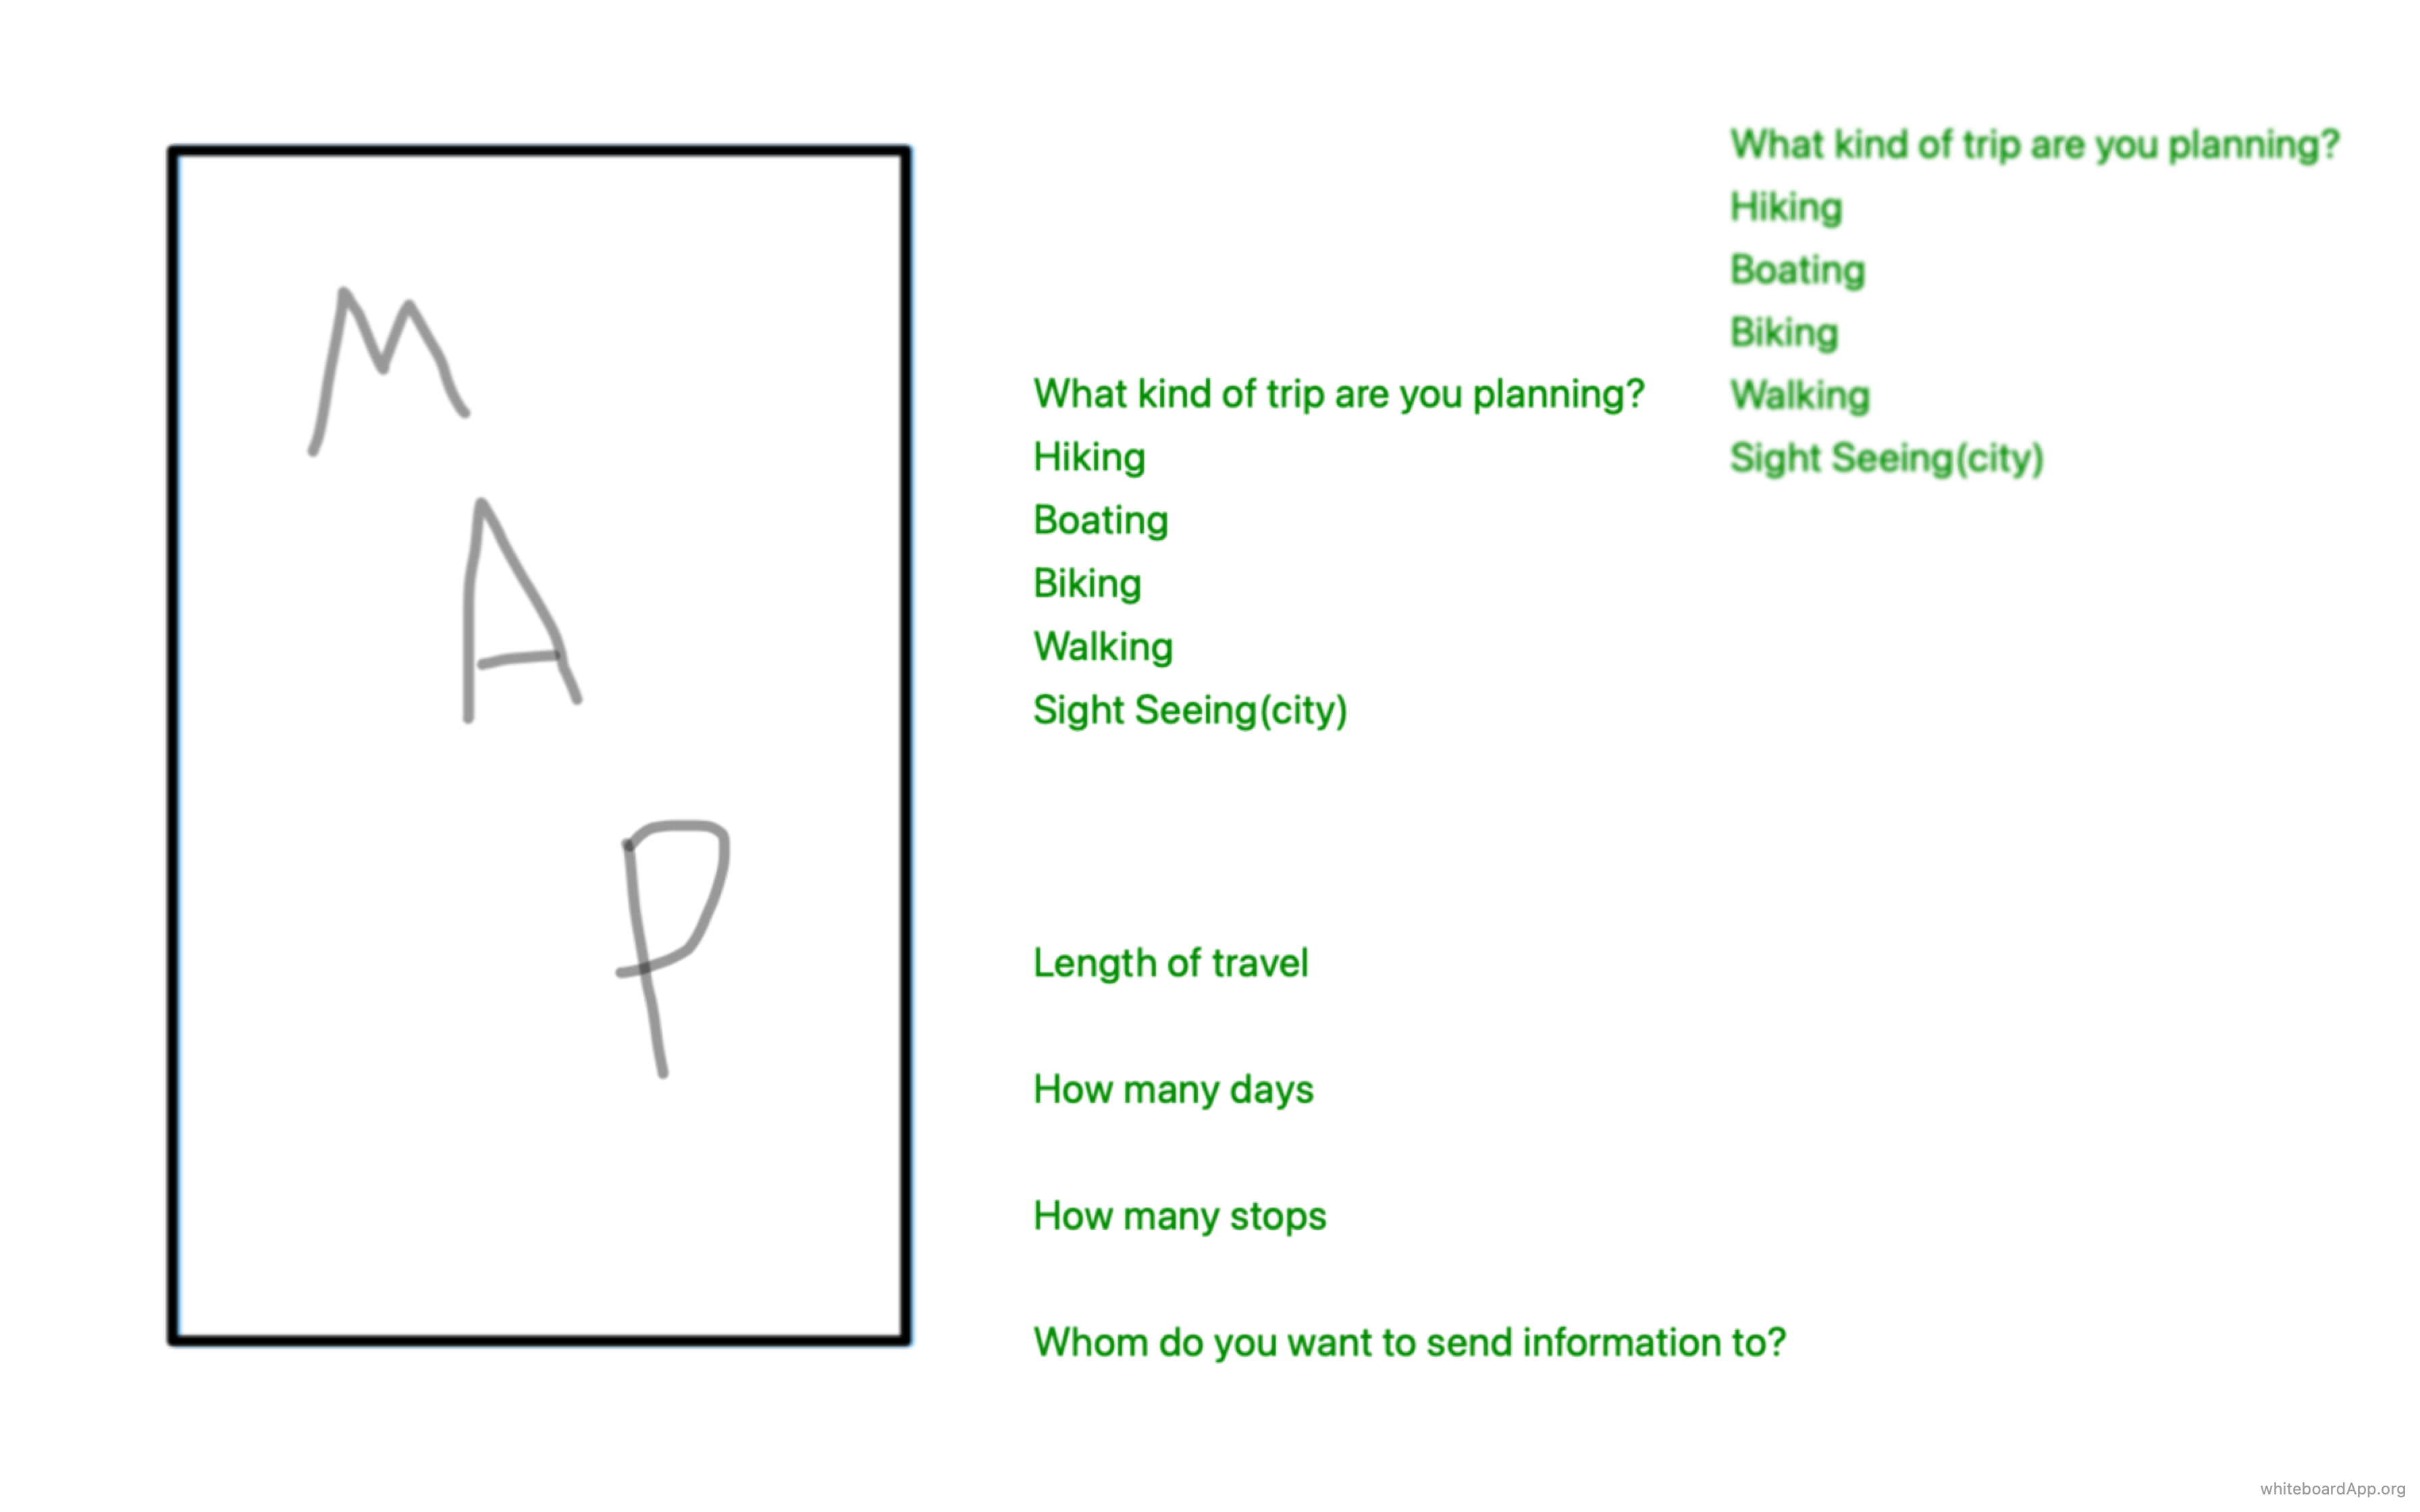 M
A
P
What kind of trip are you planning?
Hiking
Boating
Biking
Walking
Sight Seeing(city)
Length of travel
How many days
How many stops
Whom do you want to send information to?
What kind of trip are you planning?
Hiking
Boating
Biking
Walking
Sight Seeing(city)
whiteboardApp.org